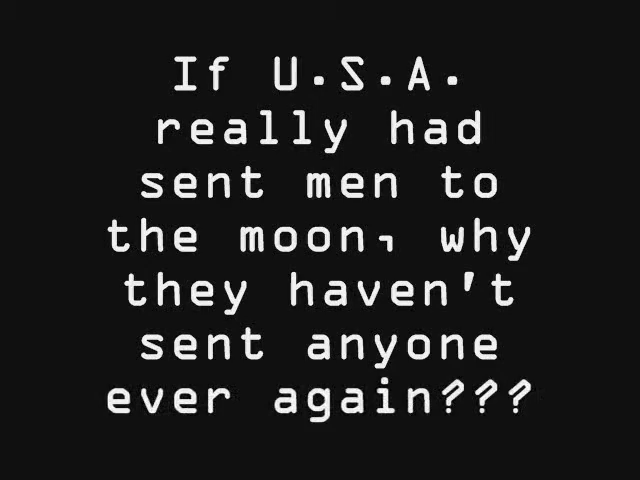 If U.S.A.
really had
sent men to
the moon, why
they haven't
sent anyone
ever again???